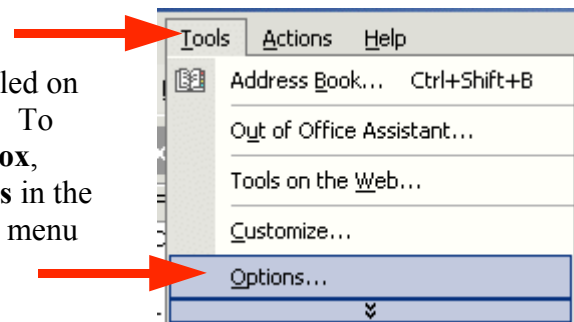 Tools Actions Help
led on
To
ox,
s in the
menu
Address Book... Ctrl+Shift+B
Out of Office Assistant...
Tools on the Web...
Customize...
Options...